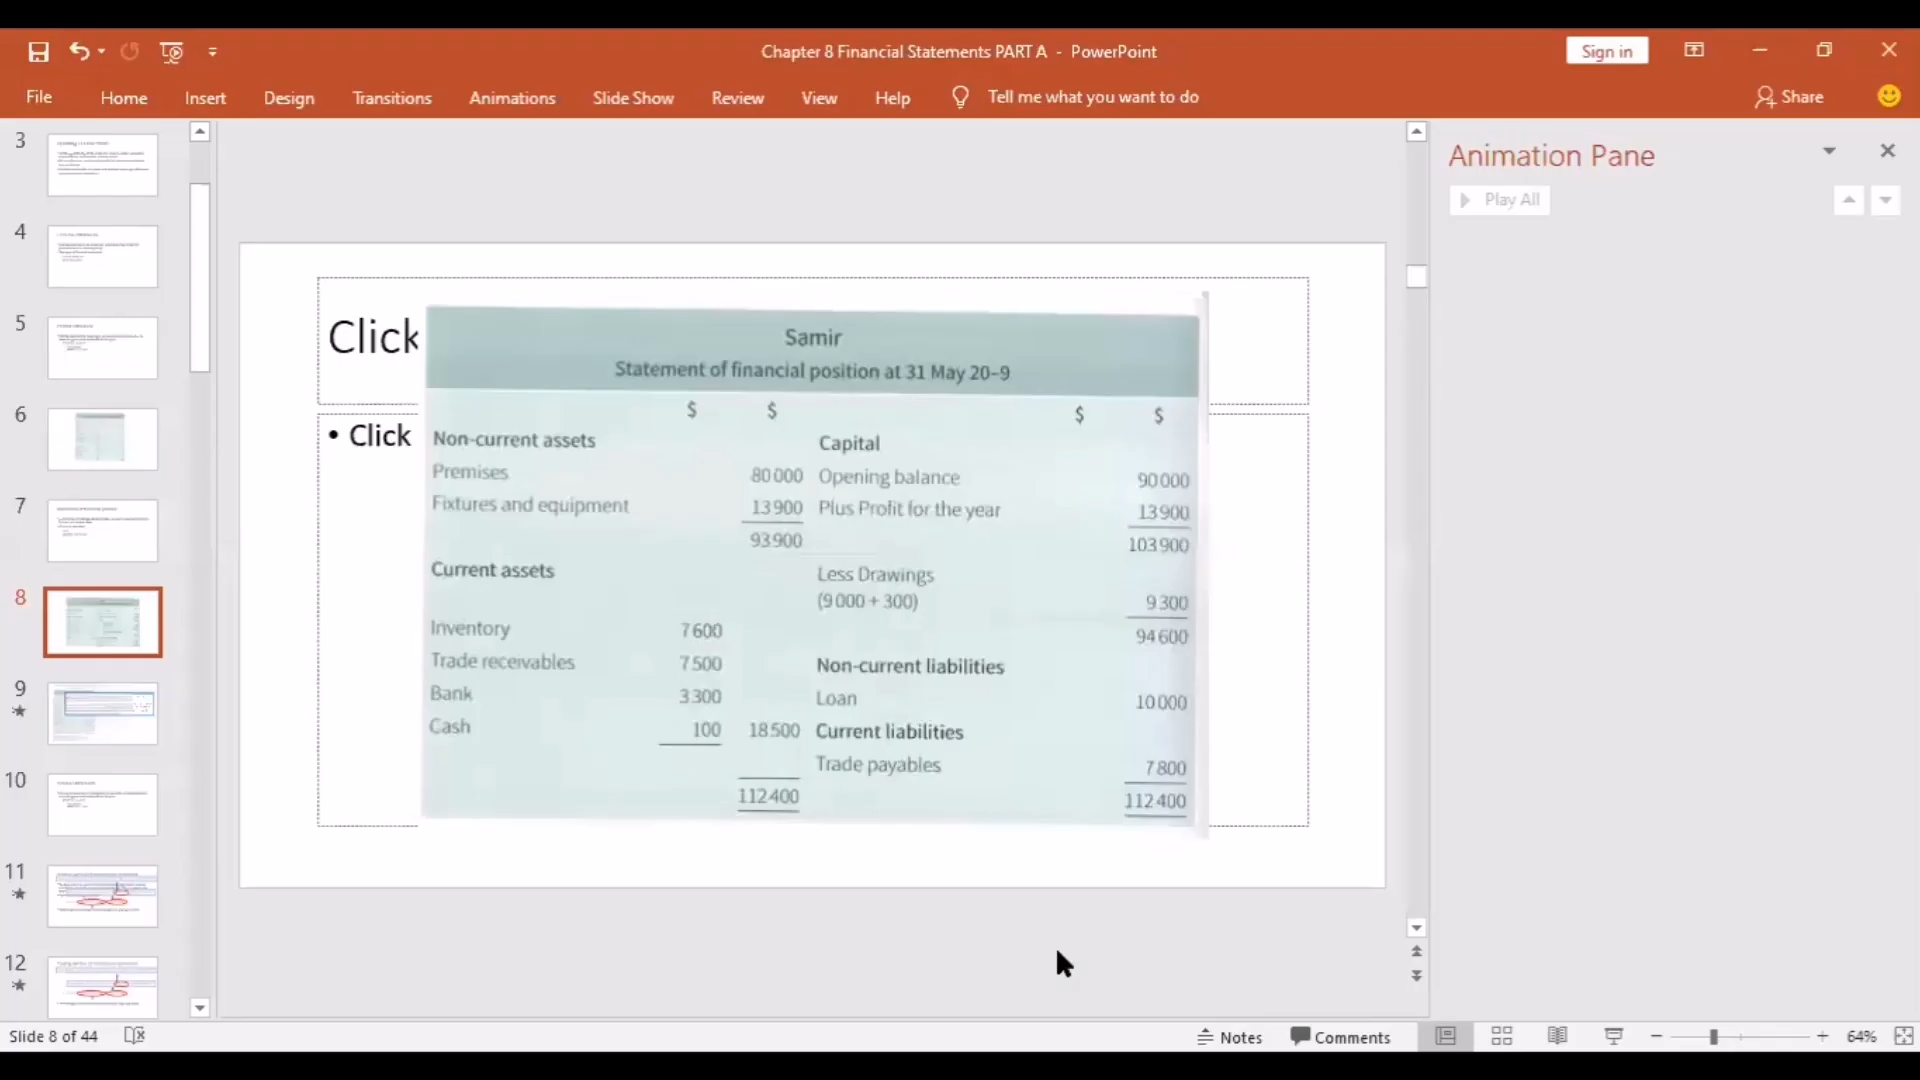 Chapter 8 Financial Statements PART A - PowerPoint
Sign in
File Home Insert Design Transitions Animations Slide Show Review View Help Tell me what you want to do
Share
3
4
5
6
7
8
9
10
11
12
Click
• Click
Samir
Statement of financial position at 31 May 20–9
$ $ $ $
Non-current assets Capital
Premises 80 000 Opening balance 90 000
Fixtures and equipment 13 900 Plus Profit for the year 13 900
93 900 103 900
Current assets Less Drawings
(9 000 + 300) 9 300
Inventory 7 600 94 600
Trade receivables 7 500 Non-current liabilities
Bank 3 300 Loan 10 000
Cash 100 18 500 Current liabilities
Trade payables 7 800
112 400 112 400
Animation Pane
Play All
Slide 8 of 44
Notes Comments
64%